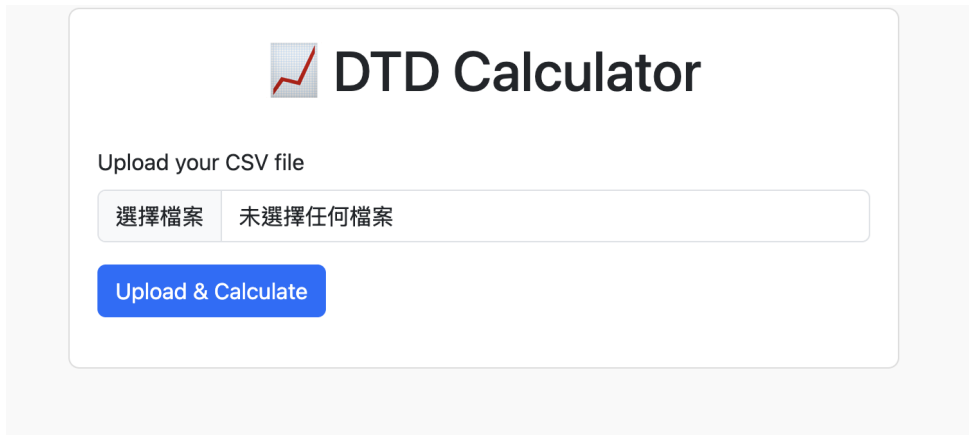 DTD Calculator
Upload your CSV file
選擇檔案 未選擇任何檔案
Upload & Calculate